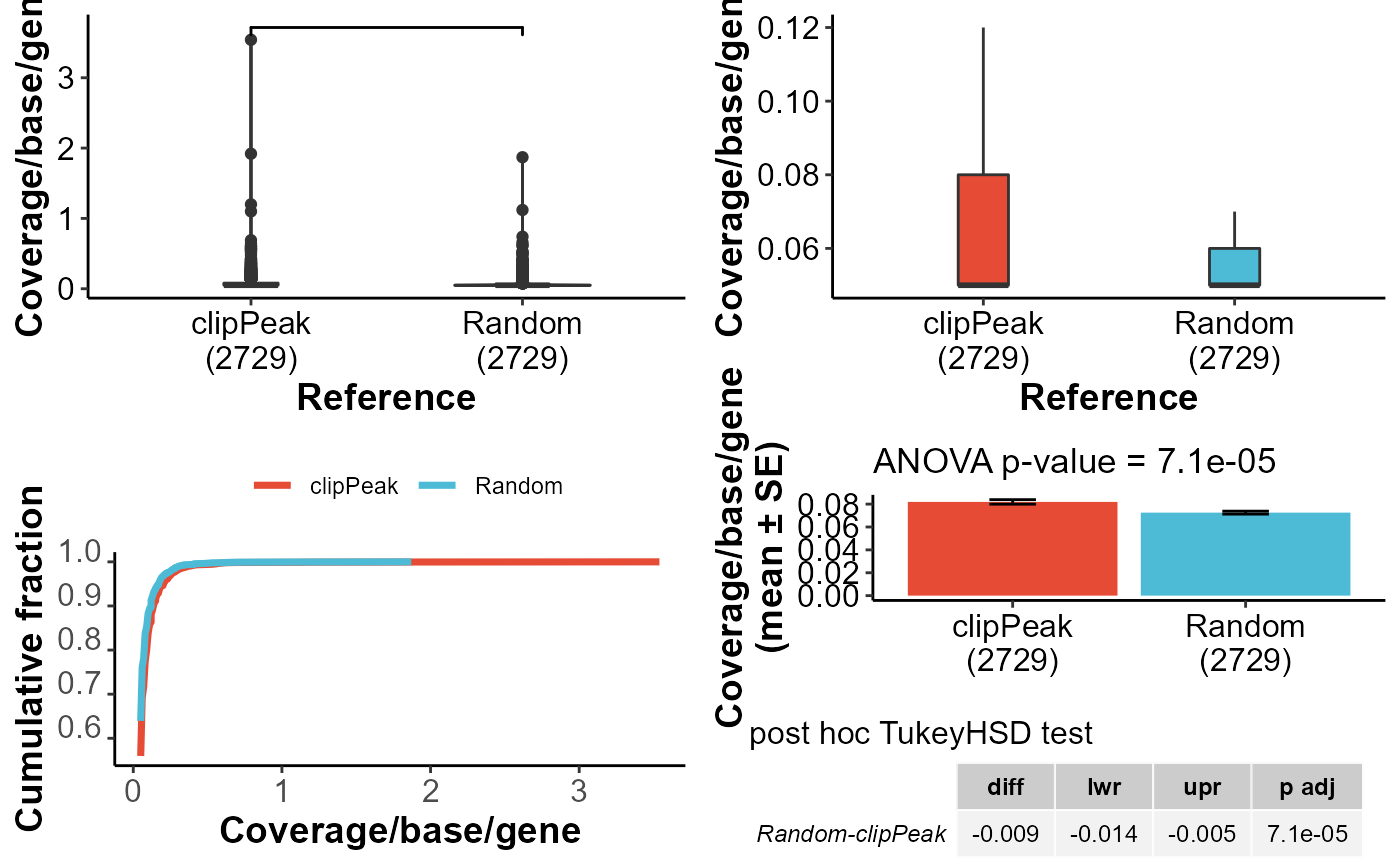 Coverage/base/gen
3
2
1
0
clipPeak
(2729)
Random
(2729)
Reference
Coverage/base/gen
0.12
0.10
0.08
0.06
clipPeak
(2729)
Random
(2729)
Reference
clipPeak
Random
Cumulative fraction
1.0
0.9
0.8
0.7
0.6
0
1
2
3
Coverage/base/gene
ANOVA p-value = 7.1e-05
Coverage/base/gene
(mean ± SE)
0.08
0.06
0.04
0.02
0.00
clipPeak
(2729)
Random
(2729)
post hoc TukeyHSD test
diff lwr upr p adj
Random-clipPeak -0.009 -0.014 -0.005 7.1e-05